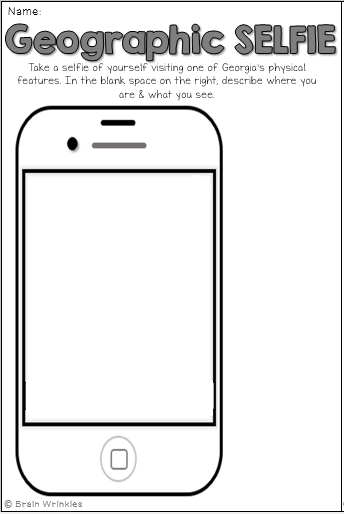 Name:
Geographic SELFIE
Take a selfie of yourself visiting one of Georgia's physical
features. In the blank space on the right, describe where you
are & what you see.
© Brain Wrinkles